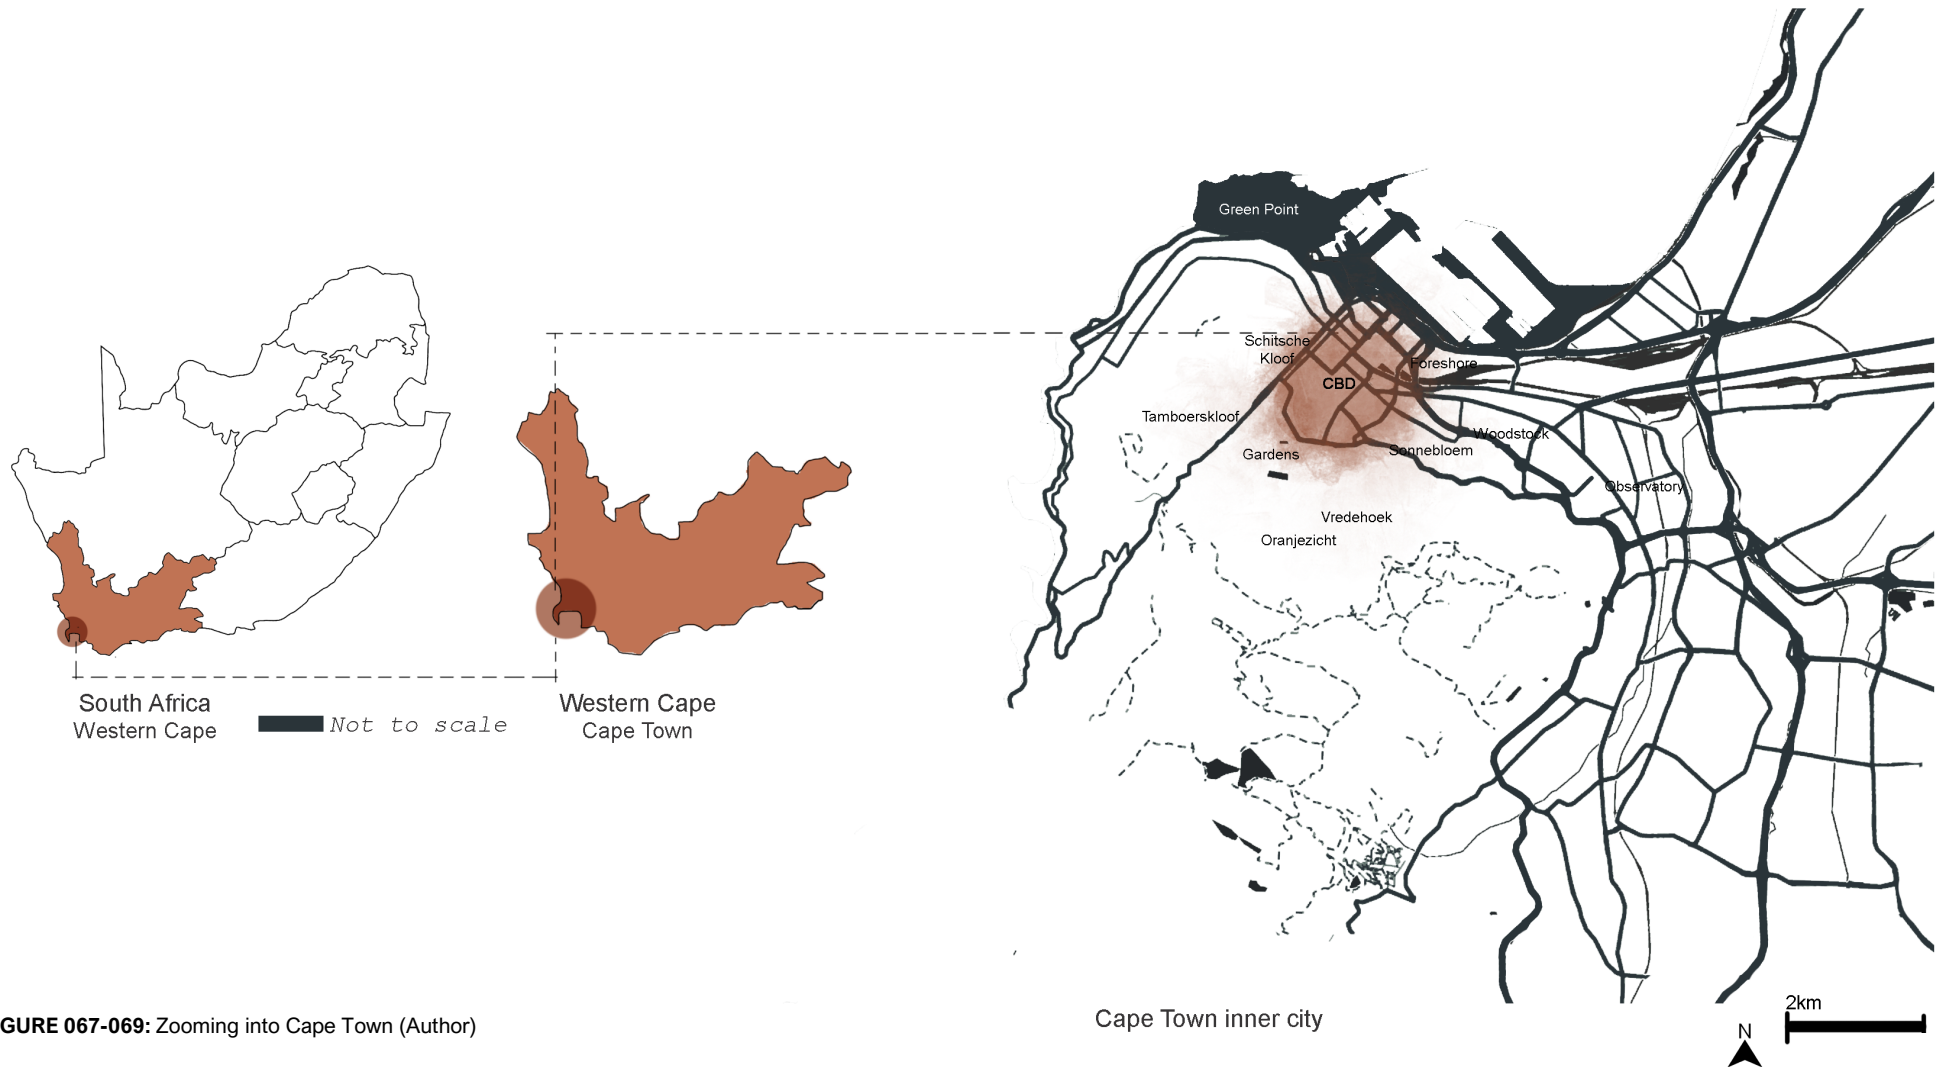 Green Point
Schitsche
Kloof
Foreshore
CBD
Tamboerskloof
Woodstock
Gardens
Sonnebloem
Observatory
Vredehoek
Oranjezicht
South Africa
Western Cape
Not to scale
Western Cape
Cape Town
Cape Town inner city
2km
N
GURE 067-069: Zooming into Cape Town (Author)